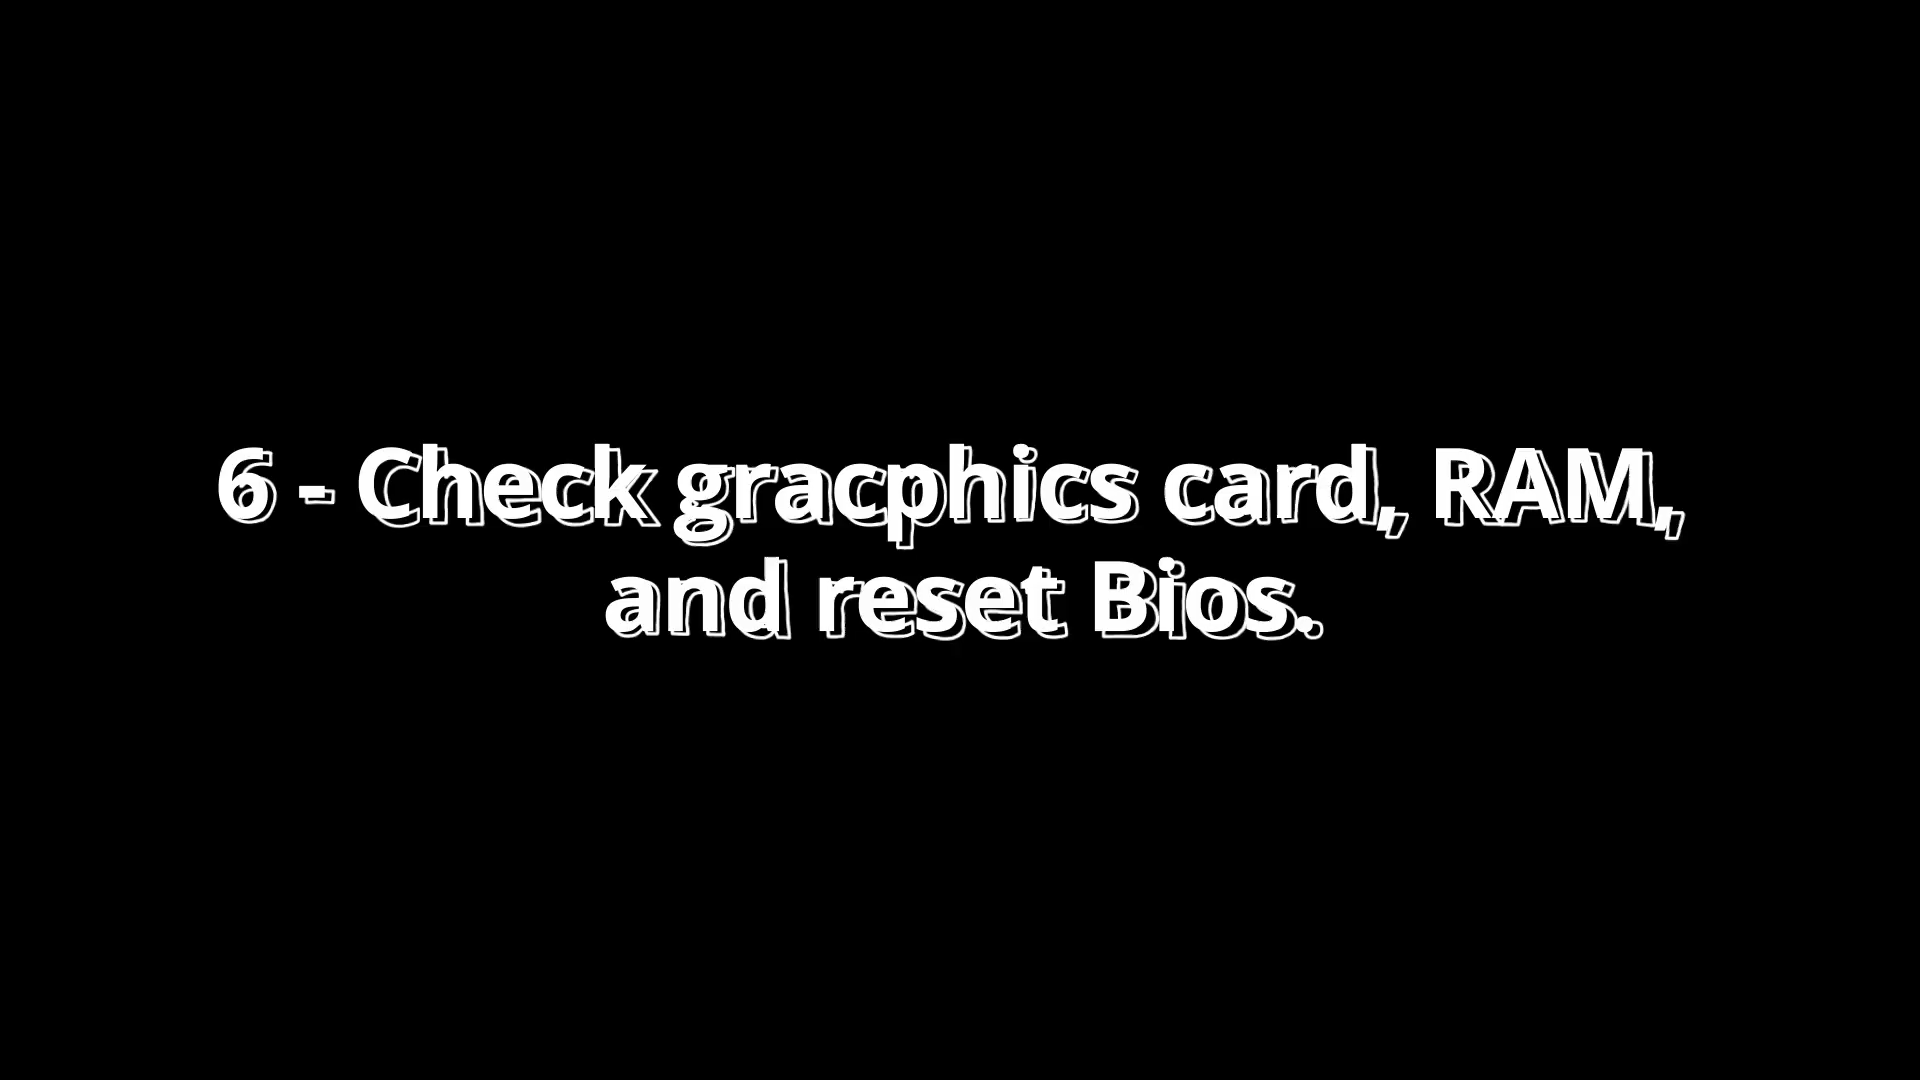 6 - Check gracphics card, RAM,
and reset Bios.